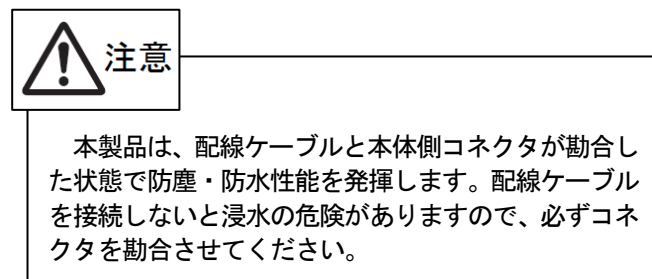 注意
本製品は、配線ケーブルと本体側コネクタが勘合し
た状態で防塵・防水性能を発揮します。配線ケーブル
を接続しないと浸水の危険がありますので、必ずコネ
クタを勘合させてください。